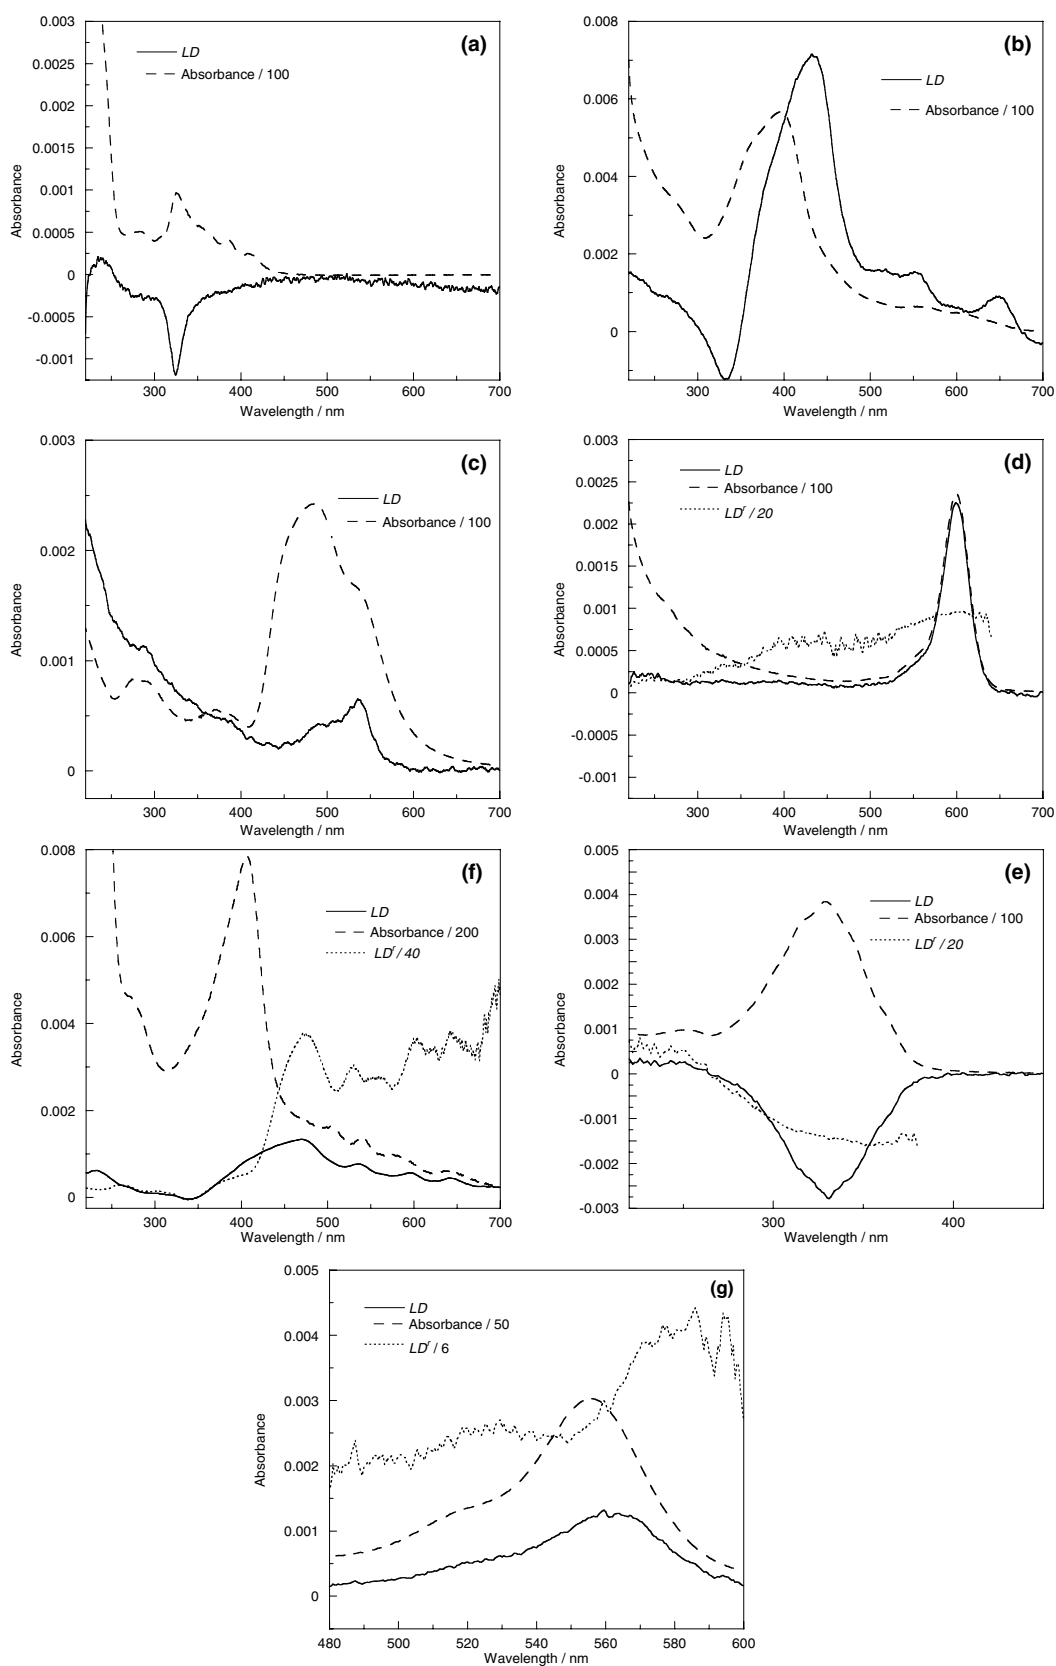 (a)
LD
Absorbance / 100
0.003
0.0025
0.002
0.0015
0.001
0.0005
0
-0.0005
-0.001
Absorbance
300
400
500
600
700
Wavelength / nm
(b)
LD
Absorbance / 100
0.008
0.006
0.004
0.002
0
Absorbance
300
400
500
600
700
Wavelength / nm
(c)
LD
Absorbance / 100
0.003
0.002
0.001
0
Absorbance
300
400
500
600
700
Wavelength / nm
(d)
LD
Absorbance / 100
LDʳ / 20
0.003
0.0025
0.002
0.0015
0.001
0.0005
0
-0.0005
-0.001
Absorbance
300
400
500
600
700
Wavelength / nm
(f)
LD
Absorbance / 200
LDʳ / 40
0.008
0.006
0.004
0.002
0
Absorbance
300
400
500
600
700
Wavelength / nm
(e)
LD
Absorbance / 100
LDʳ / 20
0.005
0.004
0.003
0.002
0.001
0
-0.001
-0.002
-0.003
Absorbance
300
400
Wavelength / nm
(g)
LD
Absorbance / 50
LDʳ / 6
0.005
0.004
0.003
0.002
0.001
0
Absorbance
480
500
520
540
560
580
600
Wavelength / nm